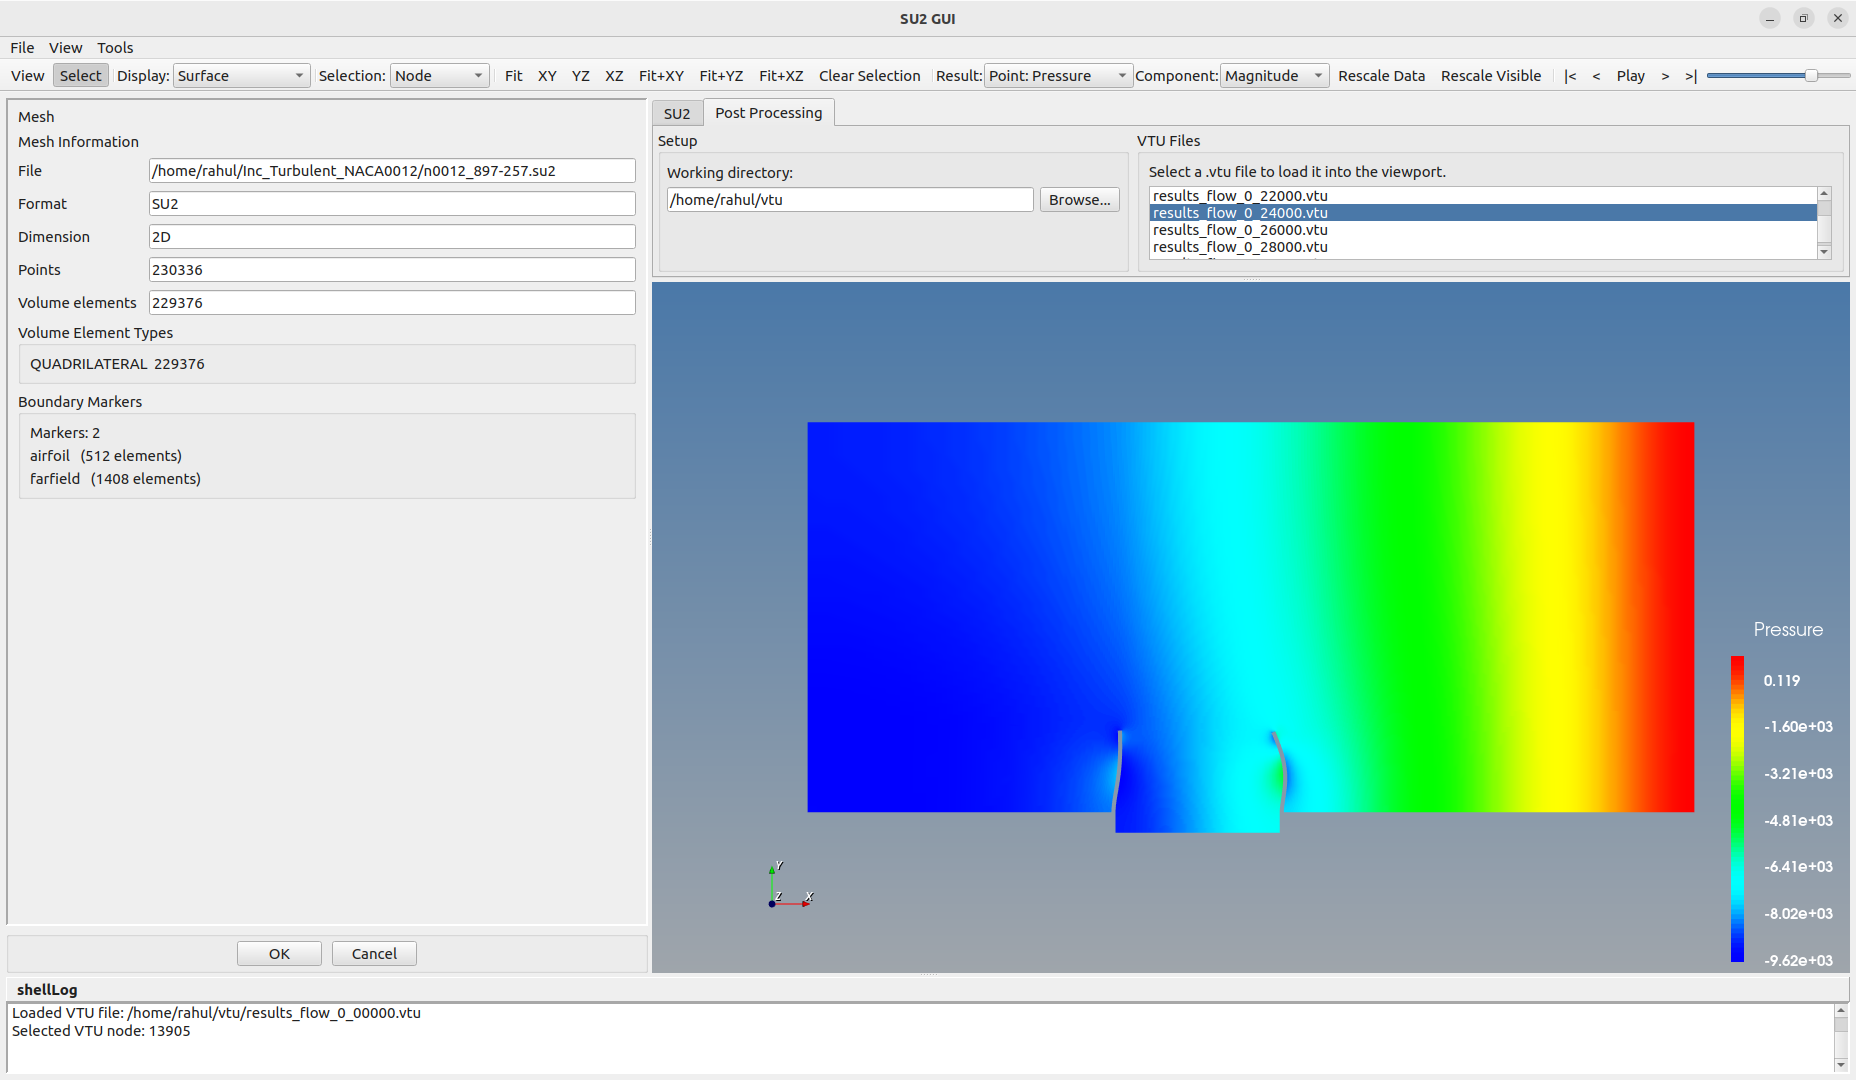 SU2 GUI
File View Tools
View Select Display: Surface Selection: Node Fit XY YZ XZ Fit+XY Fit+YZ Fit+XZ Clear Selection Result: Point: Pressure Component: Magnitude Rescale Data Rescale Visible |< < Play > >|
Mesh
Mesh Information
File /home/rahul/Inc_Turbulent_NACA0012/n0012_897-257.su2
Format SU2
Dimension 2D
Points 230336
Volume elements 229376
Volume Element Types
QUADRILATERAL 229376
Boundary Markers
Markers: 2
airfoil (512 elements)
farfield (1408 elements)
OK Cancel
SU2 Post Processing
Setup
Working directory:
/home/rahul/vtu Browse...
VTU Files
Select a .vtu file to load it into the viewport.
results_flow_0_22000.vtu
results_flow_0_24000.vtu
results_flow_0_26000.vtu
results_flow_0_28000.vtu
Pressure
0.119
-1.60e+03
-3.21e+03
-4.81e+03
-6.41e+03
-8.02e+03
-9.62e+03
Y
Z X
shellLog
Loaded VTU file: /home/rahul/vtu/results_flow_0_00000.vtu
Selected VTU node: 13905